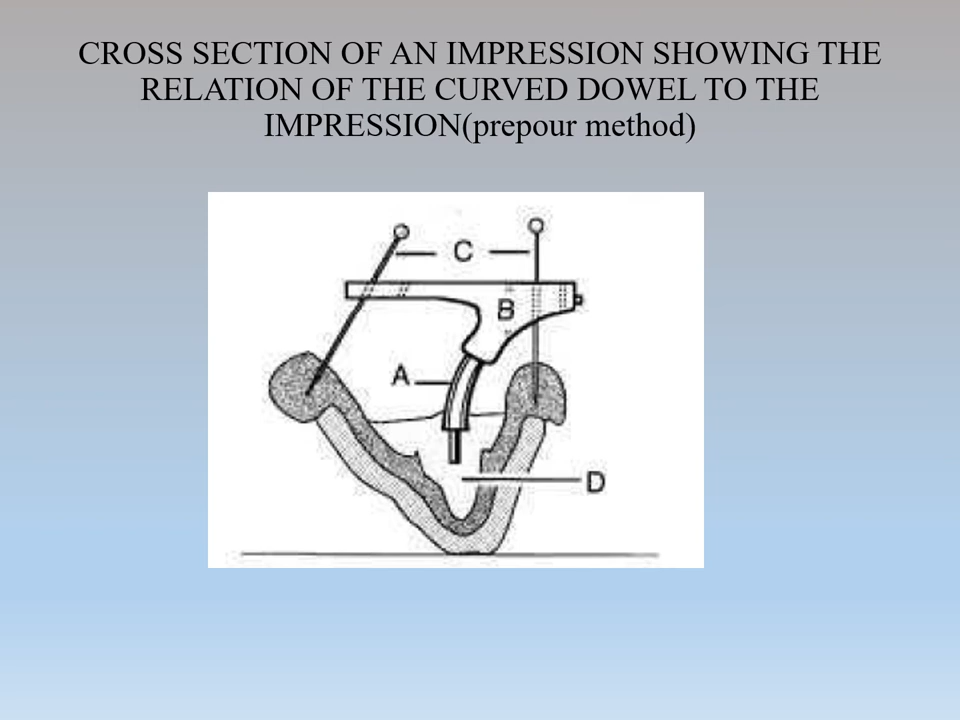 CROSS SECTION OF AN IMPRESSION SHOWING THE
RELATION OF THE CURVED DOWEL TO THE
IMPRESSION(prepour method)
C
B
A
D